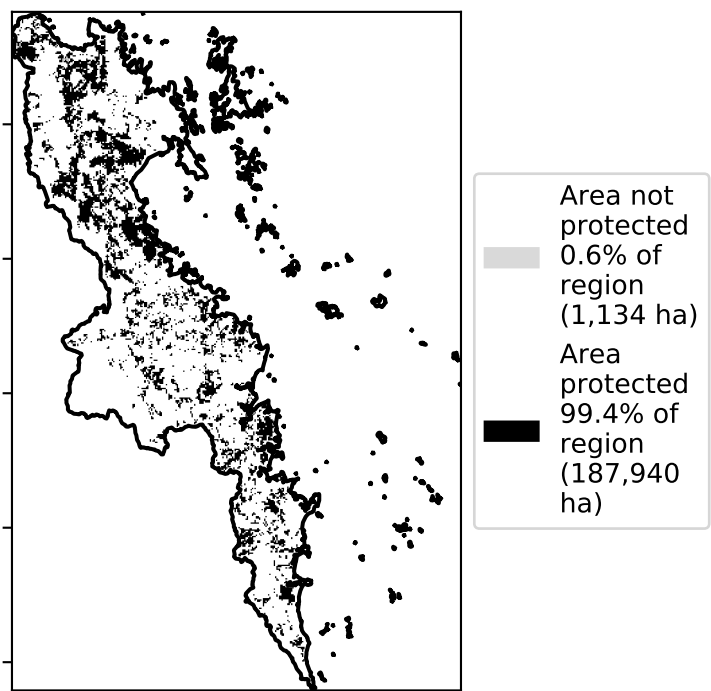 Area not
protected
0.6% of
region
(1,134 ha)
Area
protected
99.4% of
region
(187,940
ha)